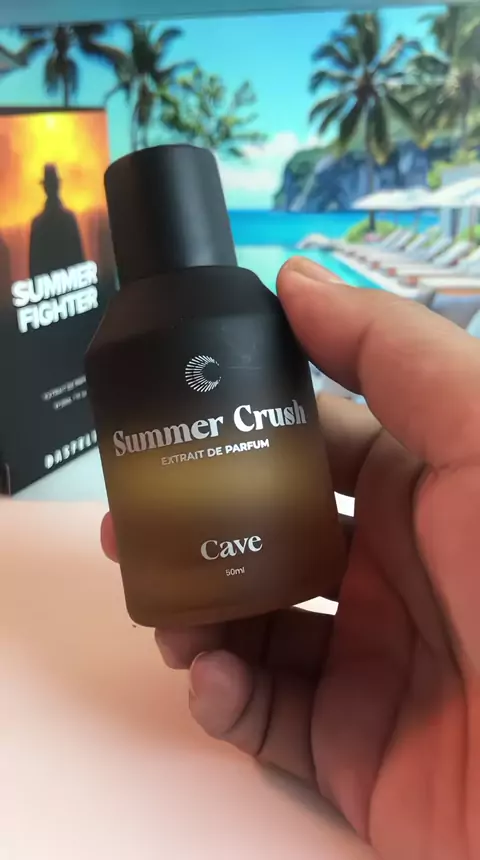 SUMMER
FIGHTER
Summer Crush
EXTRAIT DE PARFUM
Cave
50ml